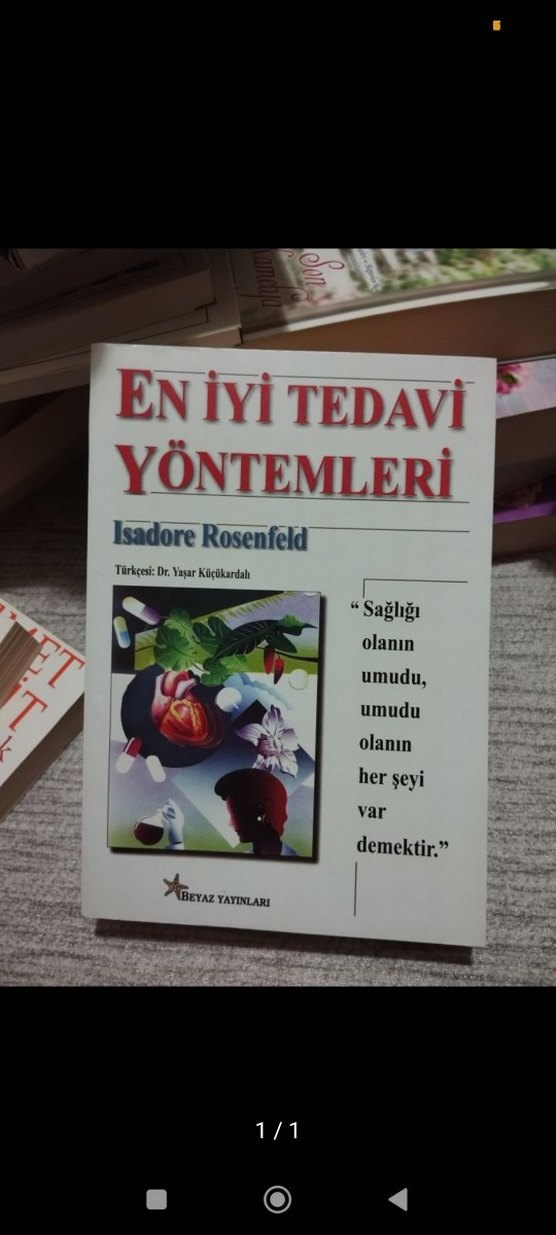 Son
EN İYİ TEDAVİ
YÖNTEMLERİ
Isadore Rosenfeld
Türkçesi: Dr. Yaşar Küçükardalı
“ Sağlığı
olanın
umudu,
umudu
olanın
her şeyi
var
demektir.”
BEYAZ YAYINLARI
1 / 1